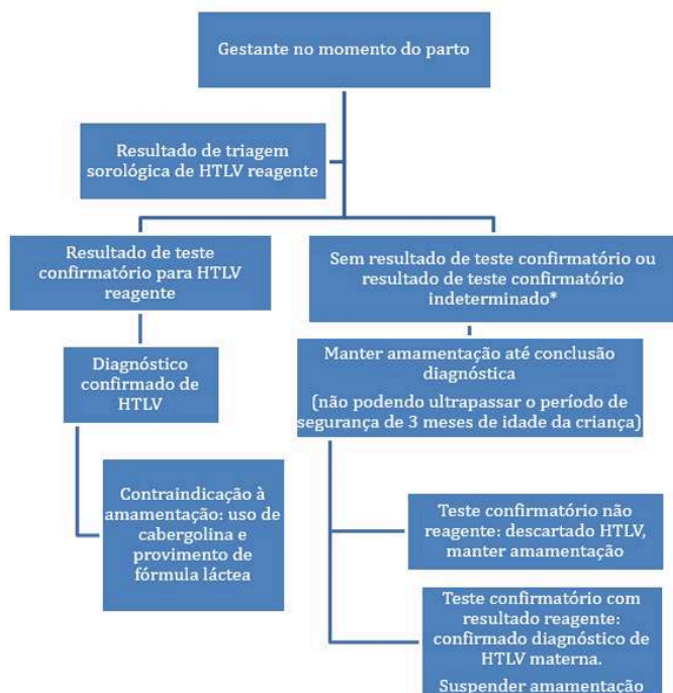 Gestante no momento do parto
Resultado de triagem
sorológica de HTLV reagente
Resultado de teste
confirmatório para HTLV
reagente
Sem resultado de teste confirmatório ou
resultado de teste confirmatório
indeterminado*
Diagnóstico
confirmado de
HTLV
Manter amamentação até conclusão
diagnóstica
(não podendo ultrapassar o período de
segurança de 3 meses de idade da criança)
Contraindicação à
amamentação: uso de
cabergolina e
provimento de
fórmula láctea
Teste confirmatório não
reagente: descartado HTLV,
manter amamentação
Teste confirmatório com
resultado reagente:
confirmado diagnóstico de
HTLV materna.
Suspender amamentação